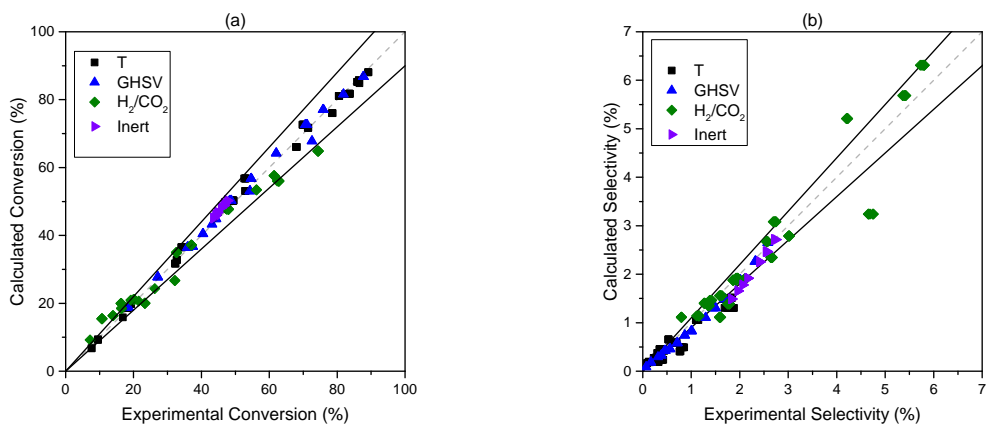 (a)
100
80
60
40
20
0
0
20
40
60
80
100
Calculated Conversion (%)
Experimental Conversion (%)
T
GHSV
H₂/CO₂
Inert
(b)
7
6
5
4
3
2
1
0
0
1
2
3
4
5
6
7
Calculated Selectivity (%)
Experimental Selectivity (%)
T
GHSV
H₂/CO₂
Inert